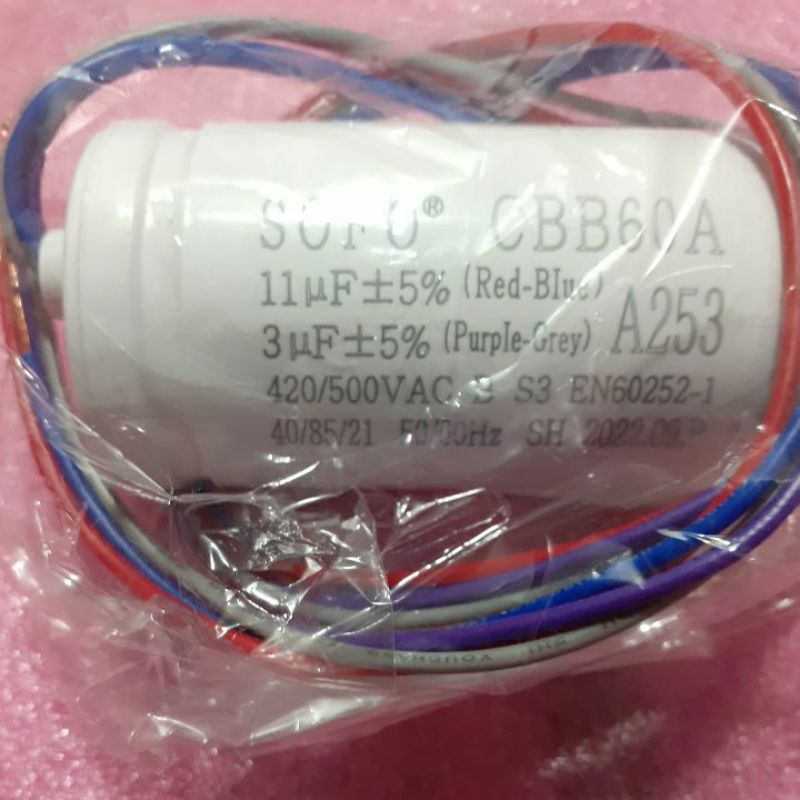 SOFO® CBB60A
11µF±5% (Red-BIue)
3µF±5% (Purple-Grey) A253
420/500VAC B S3 EN60252-1
40/85/21 50/60Hz SH 2022.09.P